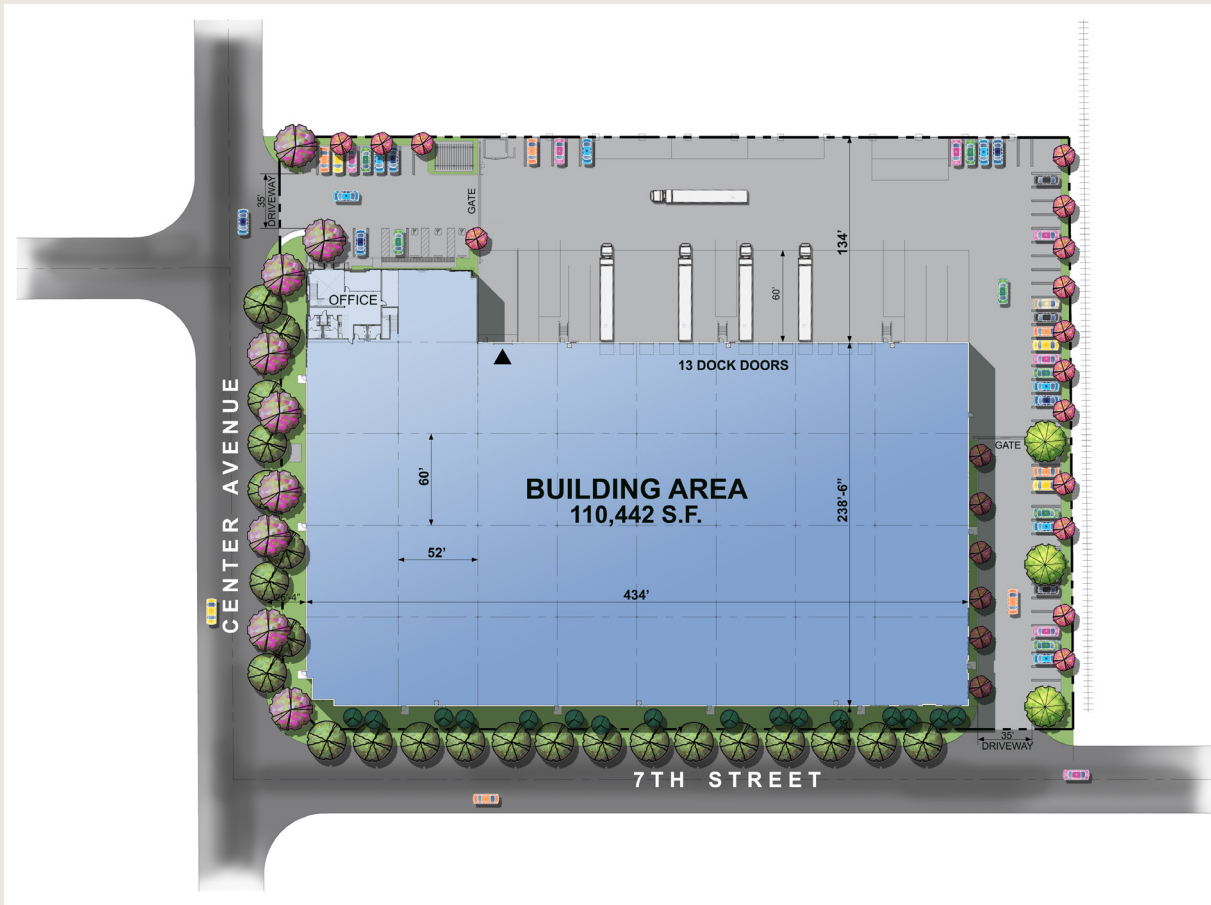 35'
DRIVEWAY
GATE
134'
60'
OFFICE
13 DOCK DOORS
GATE
CENTER AVENUE
60'
BUILDING AREA
110,442 S.F.
238'-6"
52'
434'
35'
DRIVEWAY
7TH STREET